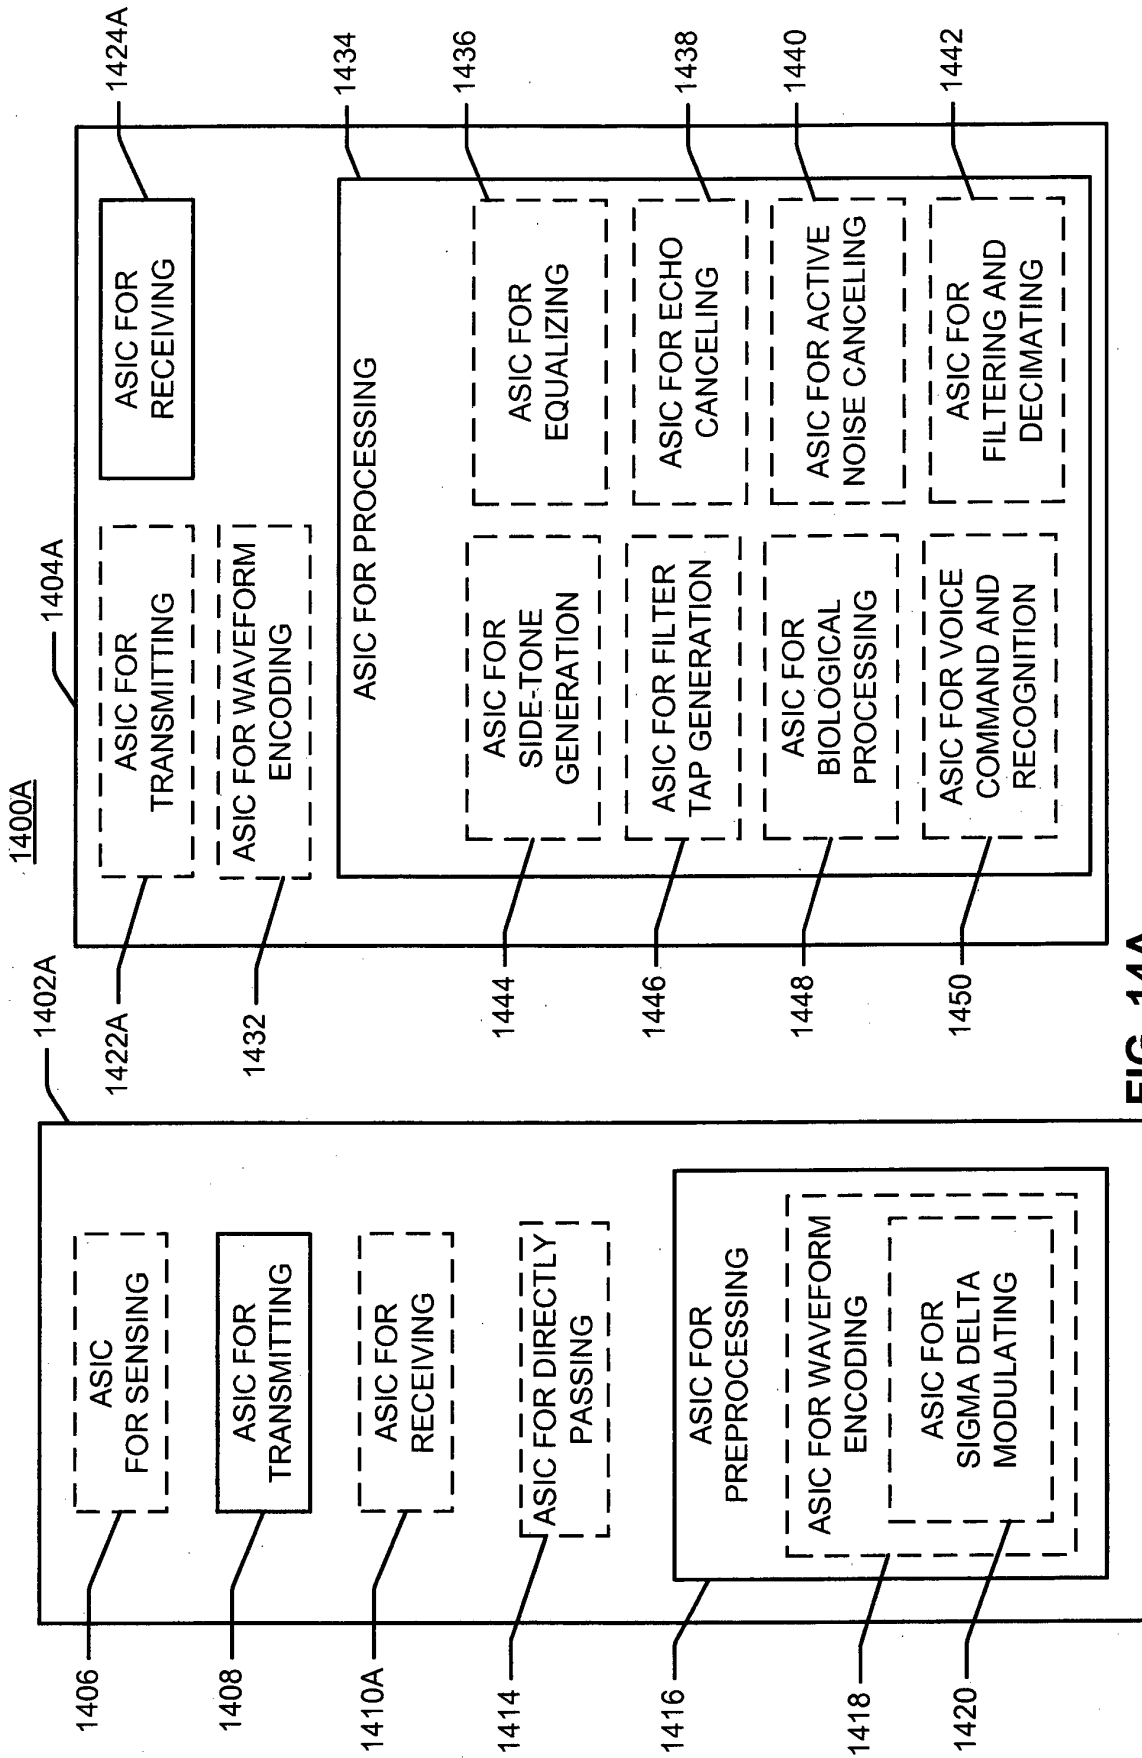 1400A
1402A
1406
ASIC
FOR SENSING
1408
ASIC FOR
TRANSMITTING
1410A
ASIC FOR
RECEIVING
1414
ASIC FOR DIRECTLY
PASSING
1416
ASIC FOR
PREPROCESSING
1418
ASIC FOR WAVEFORM
ENCODING
1420
ASIC FOR
SIGMA DELTA
MODULATING
1404A
1422A
ASIC FOR
TRANSMITTING
ASIC FOR
RECEIVING
1424A
1432
ASIC FOR WAVEFORM
ENCODING
1434
ASIC FOR PROCESSING
1444
ASIC FOR
SIDE-TONE
GENERATION
ASIC FOR
EQUALIZING
1436
1446
ASIC FOR FILTER
TAP GENERATION
ASIC FOR ECHO
CANCELING
1438
1448
ASIC FOR
BIOLOGICAL
PROCESSING
ASIC FOR ACTIVE
NOISE CANCELING
1440
1450
ASIC FOR VOICE
COMMAND AND
RECOGNITION
ASIC FOR
FILTERING AND
DECIMATING
1442
FIG. 14A